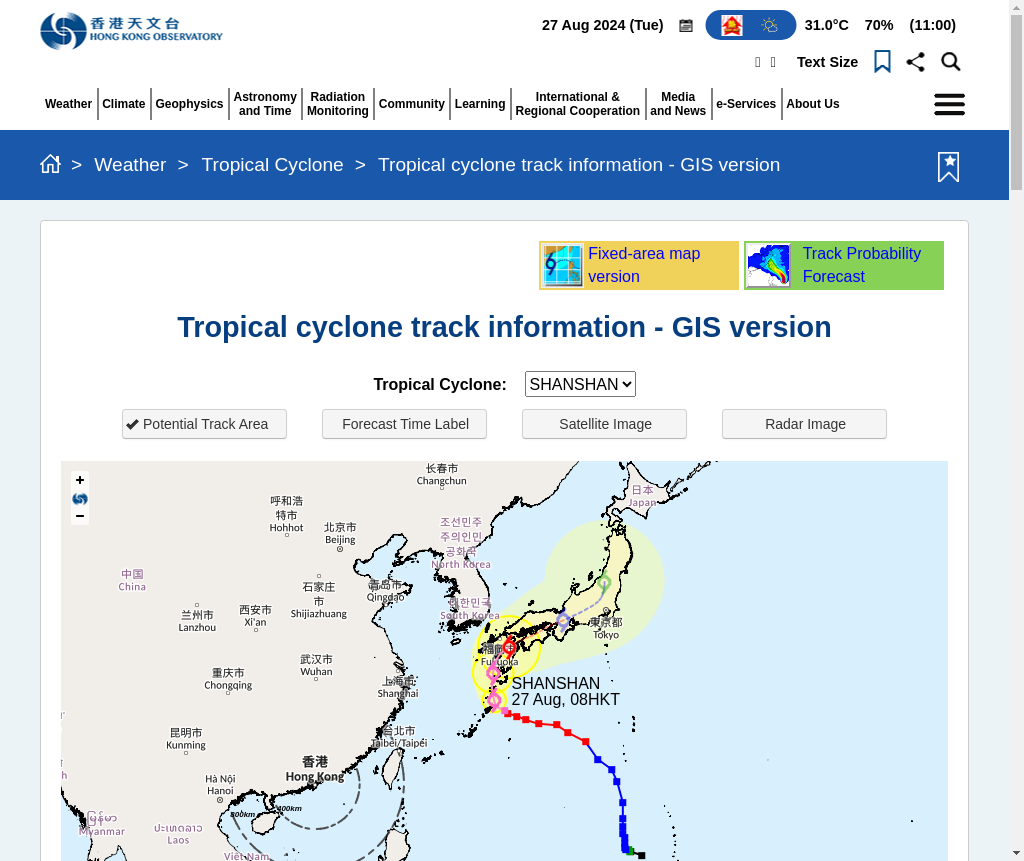 香港天文台
HONG KONG OBSERVATORY
27 Aug 2024 (Tue)
31.0°C 70% (11:00)
Text Size
Weather
Climate
Geophysics
Astronomy
and Time
Radiation
Monitoring
Community
Learning
International &
Regional Cooperation
Media
and News
e-Services
About Us
> Weather > Tropical Cyclone > Tropical cyclone track information - GIS version
Fixed-area map
version
Track Probability
Forecast
Tropical cyclone track information - GIS version
Tropical Cyclone: SHANSHAN
Potential Track Area
Forecast Time Label
Satellite Image
Radar Image
+
−
长春市
Changchun
日本
Japan
呼和浩
特市
Hohhot
北京市
Beijing
조선민주
주의인민
공화국
North Korea
中国
China
石家庄
市
Shijiazhuang
青岛市
Qingdao
대한민국
South Korea
兰州市
Lanzhou
西安市
Xi'an
東京都
Tokyo
福岡市
Fukuoka
武汉市
Wuhan
重庆市
Chongqing
上海市
Shanghai
SHANSHAN
27 Aug, 08HKT
昆明市
Kunming
台北市
Taibei/Taipei
香港
Hong Kong
Hà Nội
Hanoi
800km
400km
မြန်မာ
Myanmar
ປະເທດລາວ
Laos
Việt Nam